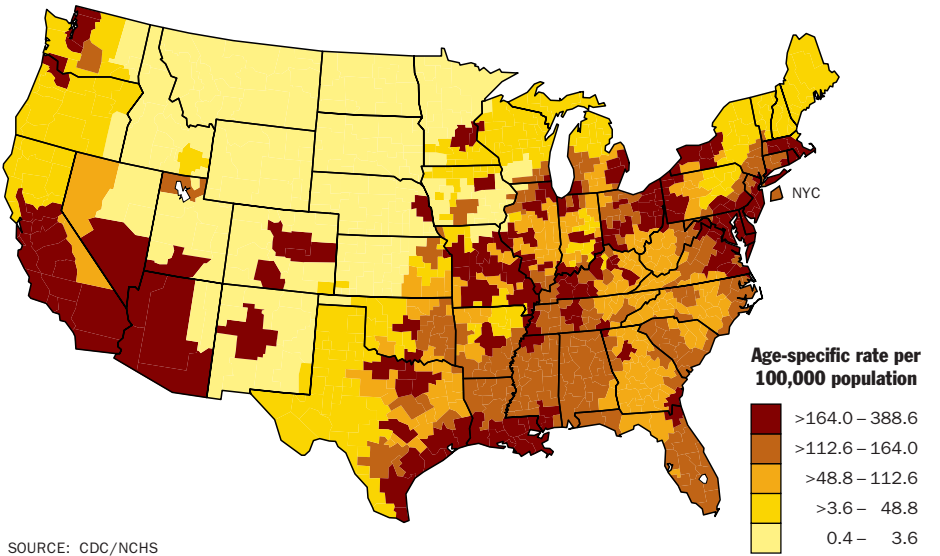 NYC
Age-specific rate per
100,000 population
>164.0 – 388.6
>112.6 – 164.0
>48.8 – 112.6
>3.6 – 48.8
0.4 – 3.6
SOURCE: CDC/NCHS